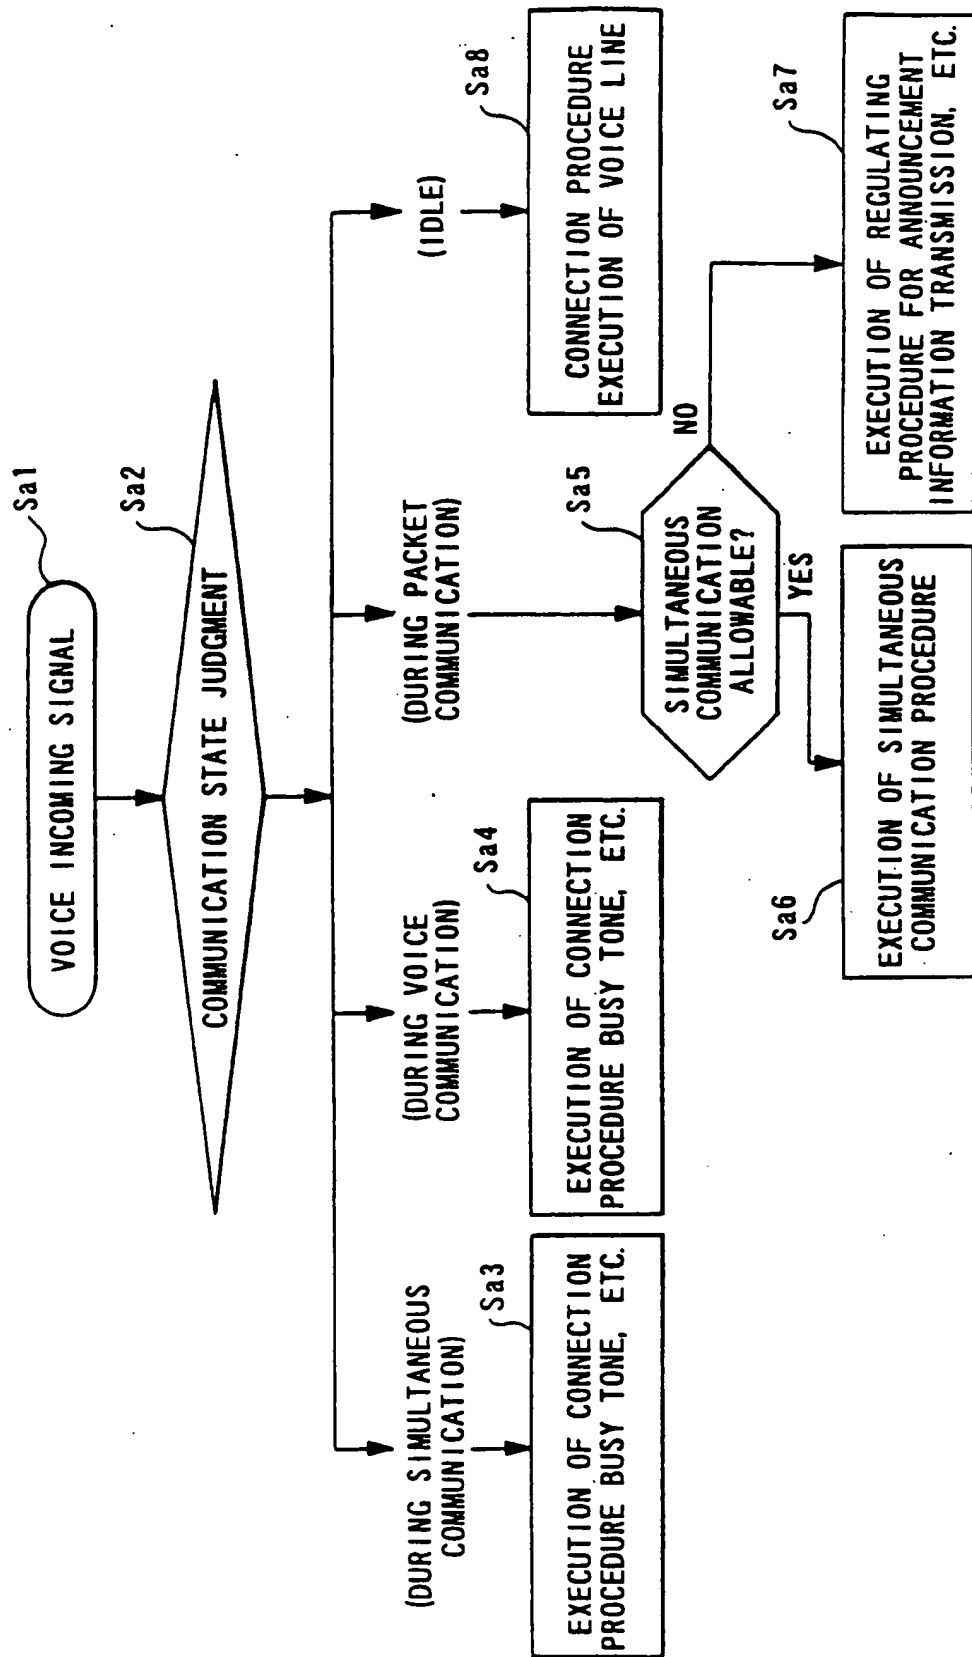 VOICE INCOMING SIGNAL
Sa1
COMMUNICATION STATE JUDGMENT
Sa2
(DURING SIMULTANEOUS
COMMUNICATION)
(DURING VOICE
COMMUNICATION)
(DURING PACKET
COMMUNICATION)
(IDLE)
Sa3
EXECUTION OF CONNECTION
PROCEDURE BUSY TONE, ETC.
Sa4
EXECUTION OF CONNECTION
PROCEDURE BUSY TONE, ETC.
Sa5
SIMULTANEOUS
COMMUNICATION
ALLOWABLE?
Sa8
CONNECTION PROCEDURE
EXECUTION OF VOICE LINE
YES
NO
Sa6
EXECUTION OF SIMULTANEOUS
COMMUNICATION PROCEDURE
Sa7
EXECUTION OF REGULATING
PROCEDURE FOR ANNOUNCEMENT
INFORMATION TRANSMISSION, ETC.